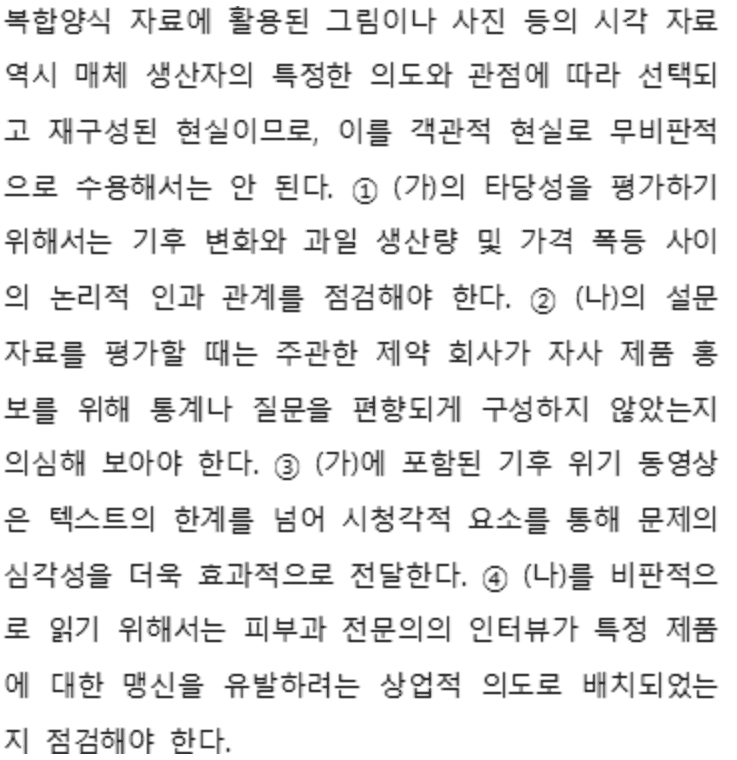 복합양식 자료에 활용된 그림이나 사진 등의 시각 자료
역시 매체 생산자의 특정한 의도와 관점에 따라 선택되
고 재구성된 현실이므로, 이를 객관적 현실로 무비판적
으로 수용해서는 안 된다. ① (가)의 타당성을 평가하기
위해서는 기후 변화와 과일 생산량 및 가격 폭등 사이
의 논리적 인과 관계를 점검해야 한다. ② (나)의 설문
자료를 평가할 때는 주관한 제약 회사가 자사 제품 홍
보를 위해 통계나 질문을 편향되게 구성하지 않았는지
의심해 보아야 한다. ③ (가)에 포함된 기후 위기 동영상
은 텍스트의 한계를 넘어 시청각적 요소를 통해 문제의
심각성을 더욱 효과적으로 전달한다. ④ (나)를 비판적으
로 읽기 위해서는 피부과 전문의의 인터뷰가 특정 제품
에 대한 맹신을 유발하려는 상업적 의도로 배치되었는
지 점검해야 한다.